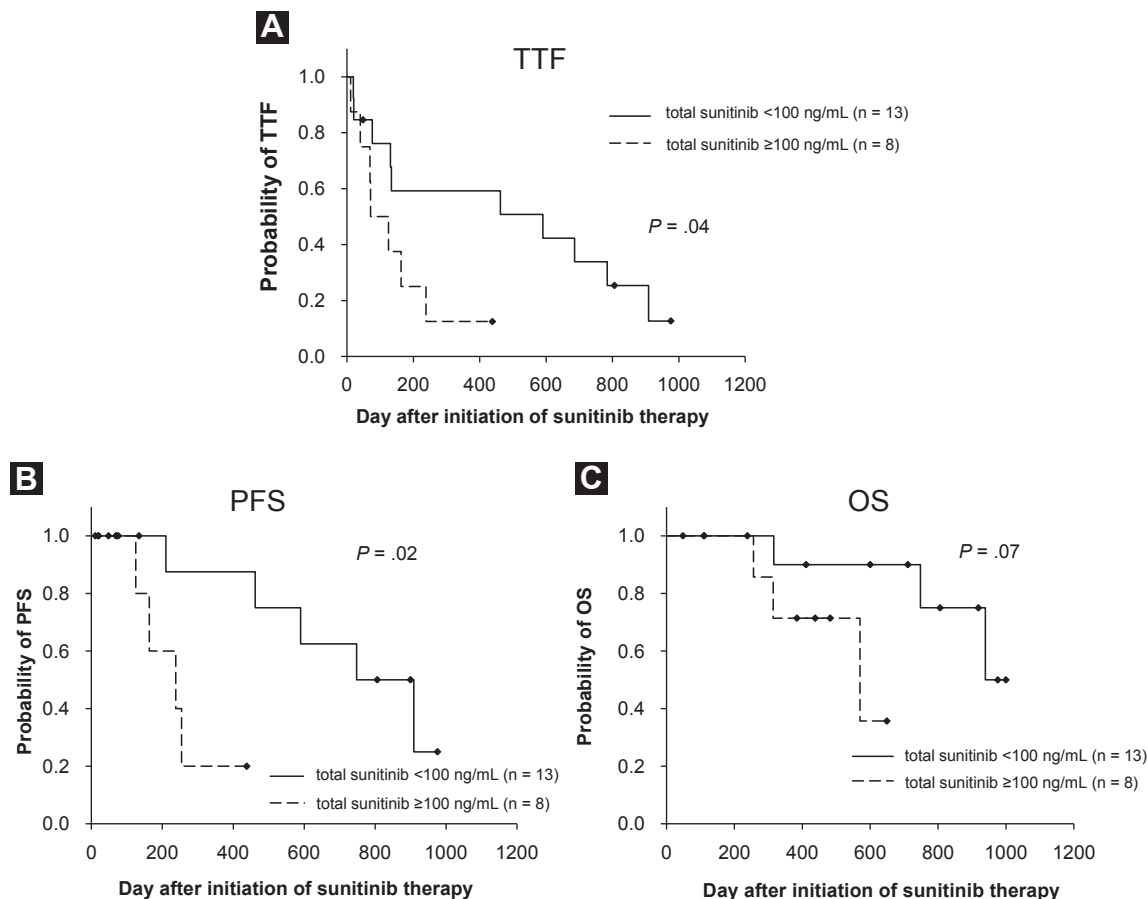 A
TTF
1.0
0.8
0.6
0.4
0.2
0.0
Probability of TTF
total sunitinib <100 ng/mL (n = 13)
total sunitinib ≥100 ng/mL (n = 8)
P = .04
0 200 400 600 800 1000 1200
Day after initiation of sunitinib therapy
B
PFS
1.0
0.8
0.6
0.4
0.2
0.0
Probability of PFS
P = .02
total sunitinib <100 ng/mL (n = 13)
total sunitinib ≥100 ng/mL (n = 8)
0 200 400 600 800 1000 1200
Day after initiation of sunitinib therapy
C
OS
1.0
0.8
0.6
0.4
0.2
0.0
Probability of OS
P = .07
total sunitinib <100 ng/mL (n = 13)
total sunitinib ≥100 ng/mL (n = 8)
0 200 400 600 800 1000 1200
Day after initiation of sunitinib therapy